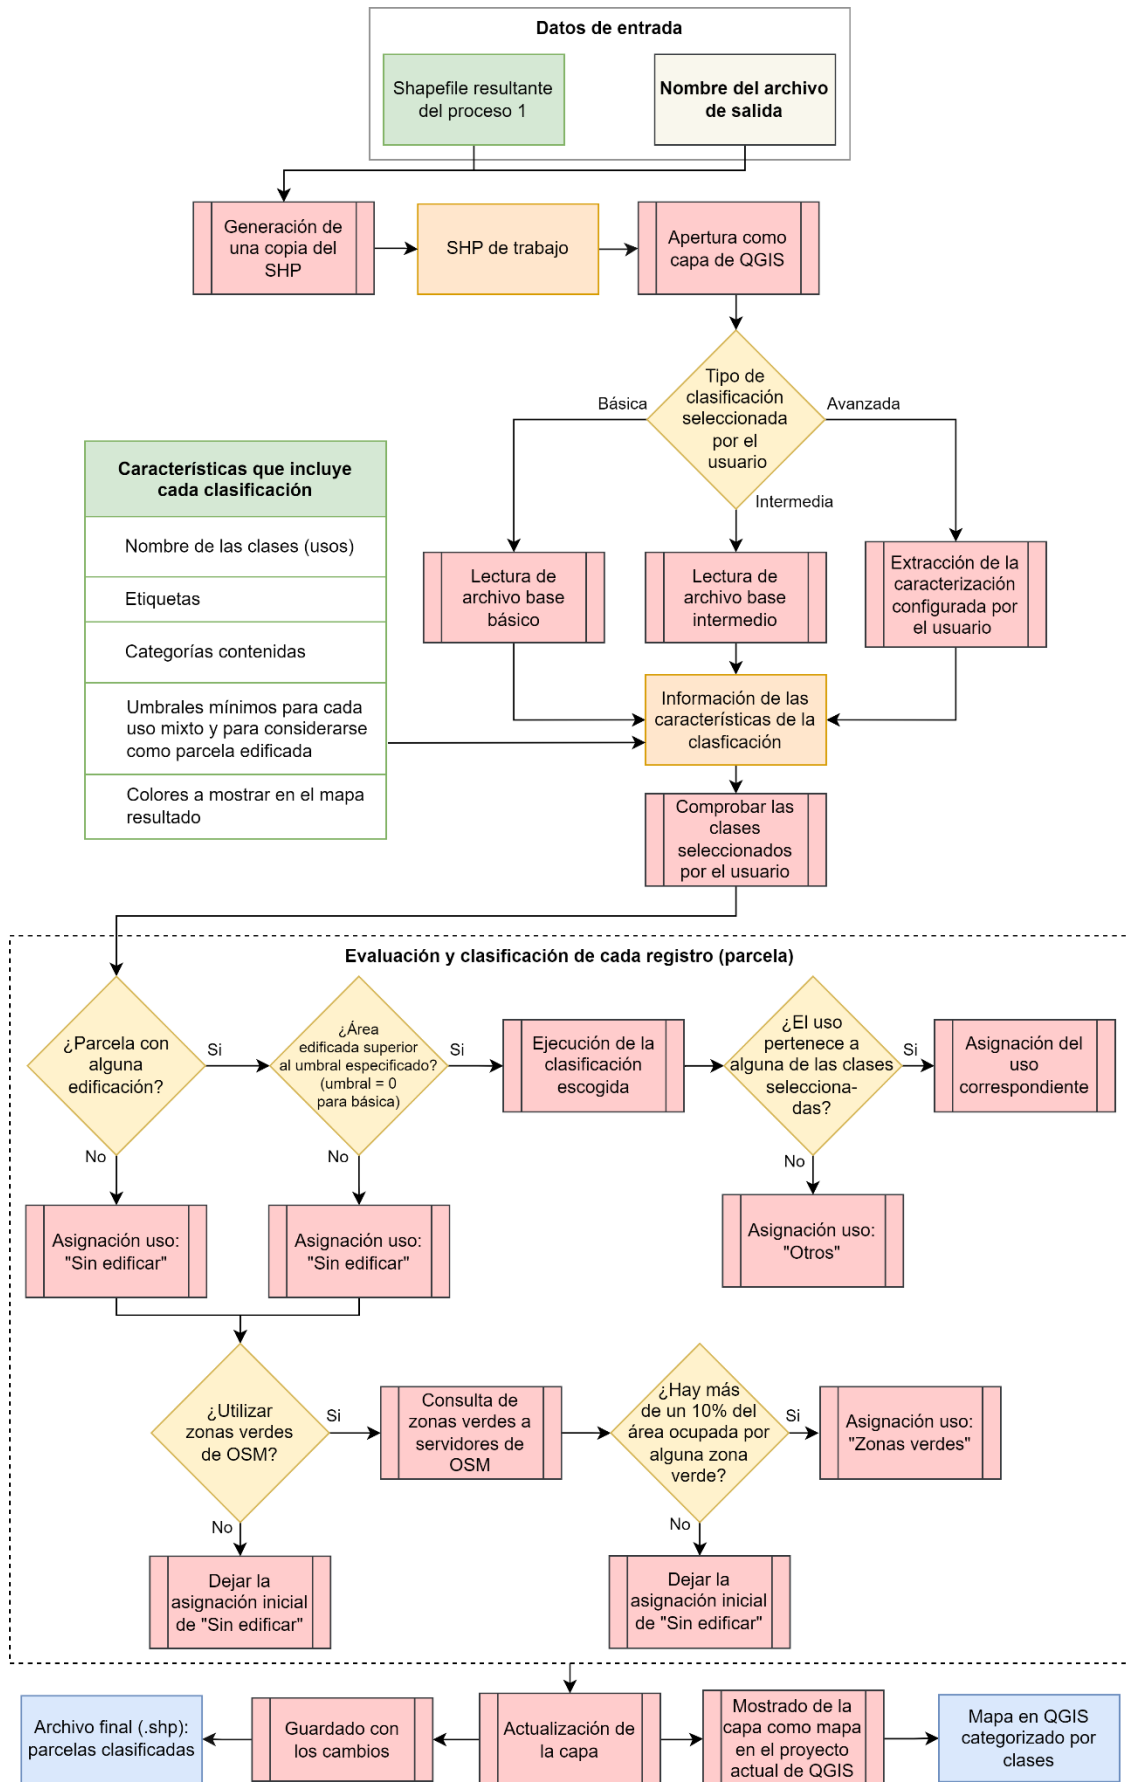 Datos de entrada
Shapefile resultante
del proceso 1
Nombre del archivo
de salida
Generación de
una copia del
SHP
SHP de trabajo
Apertura como
capa de QGIS
Tipo de
clasificación
seleccionada
por el
usuario
Básica
Avanzada
Intermedia
Características que incluye
cada clasificación
Nombre de las clases (usos)
Etiquetas
Categorías contenidas
Umbrales mínimos para cada
uso mixto y para considerarse
como parcela edificada
Colores a mostrar en el mapa
resultado
Lectura de
archivo base
básico
Lectura de
archivo base
intermedio
Extracción de la
caracterización
configurada por
el usuario
Información de las
características de la
clasficación
Comprobar las
clases
seleccionados
por el usuario
Evaluación y clasificación de cada registro (parcela)
¿Parcela con
alguna
edificación?
Si
¿Área
edificada superior
al umbral especificado?
(umbral = 0
para básica)
Si
Ejecución de la
clasificación
escogida
¿El uso
pertenece a
alguna de las clases
selecciona-
das?
Si
Asignación del
uso
correspondiente
No
No
No
Asignación uso:
"Sin edificar"
Asignación uso:
"Sin edificar"
Asignación uso:
"Otros"
¿Utilizar
zonas verdes
de OSM?
Si
Consulta de
zonas verdes a
servidores de
OSM
¿Hay más
de un 10% del
área ocupada por
alguna zona
verde?
Si
Asignación uso:
"Zonas verdes"
No
No
Dejar la
asignación inicial
de "Sin edificar"
Dejar la
asignación inicial
de "Sin edificar"
Archivo final (.shp):
parcelas clasificadas
Guardado con
los cambios
Actualización de
la capa
Mostrado de la
capa como mapa
en el proyecto
actual de QGIS
Mapa en QGIS
categorizado por
clases